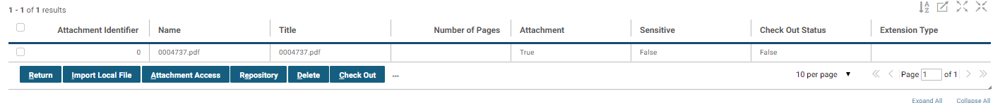 1 - 1 of 1 results
Attachment Identifier Name Title Number of Pages Attachment Sensitive Check Out Status Extension Type
0 0004737.pdf 0004737.pdf True False False
Return Import Local File Attachment Access Repository Delete Check Out ... 10 per page Page 1 of 1
Expand All Collapse All